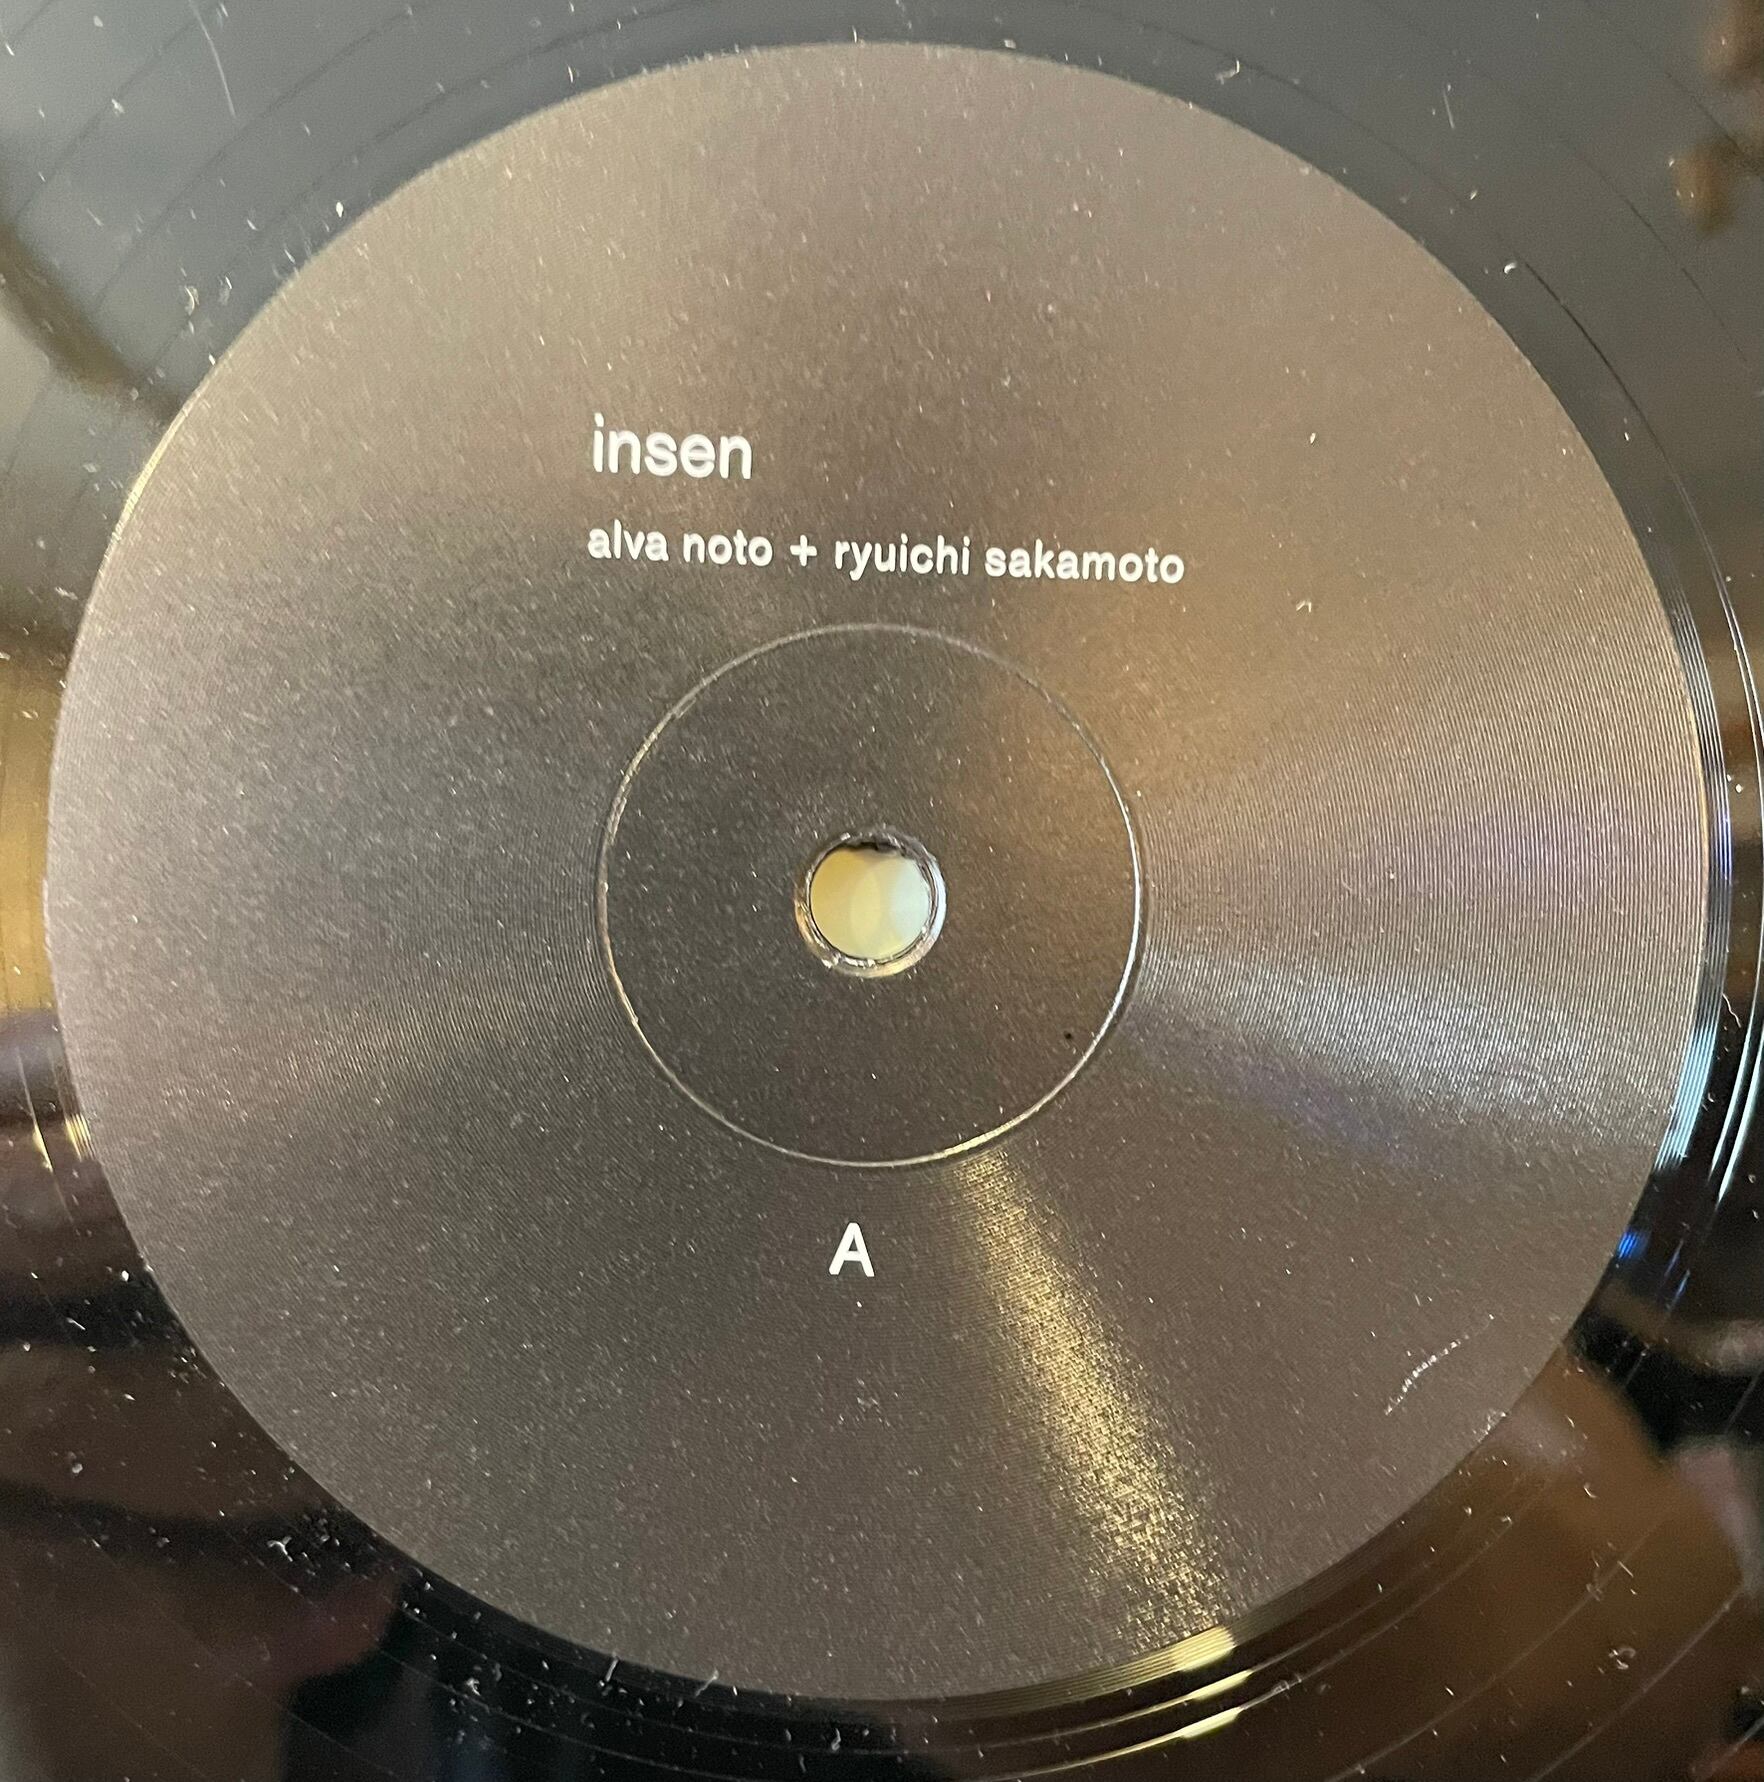 insen
alva noto + ryuichi sakamoto
A